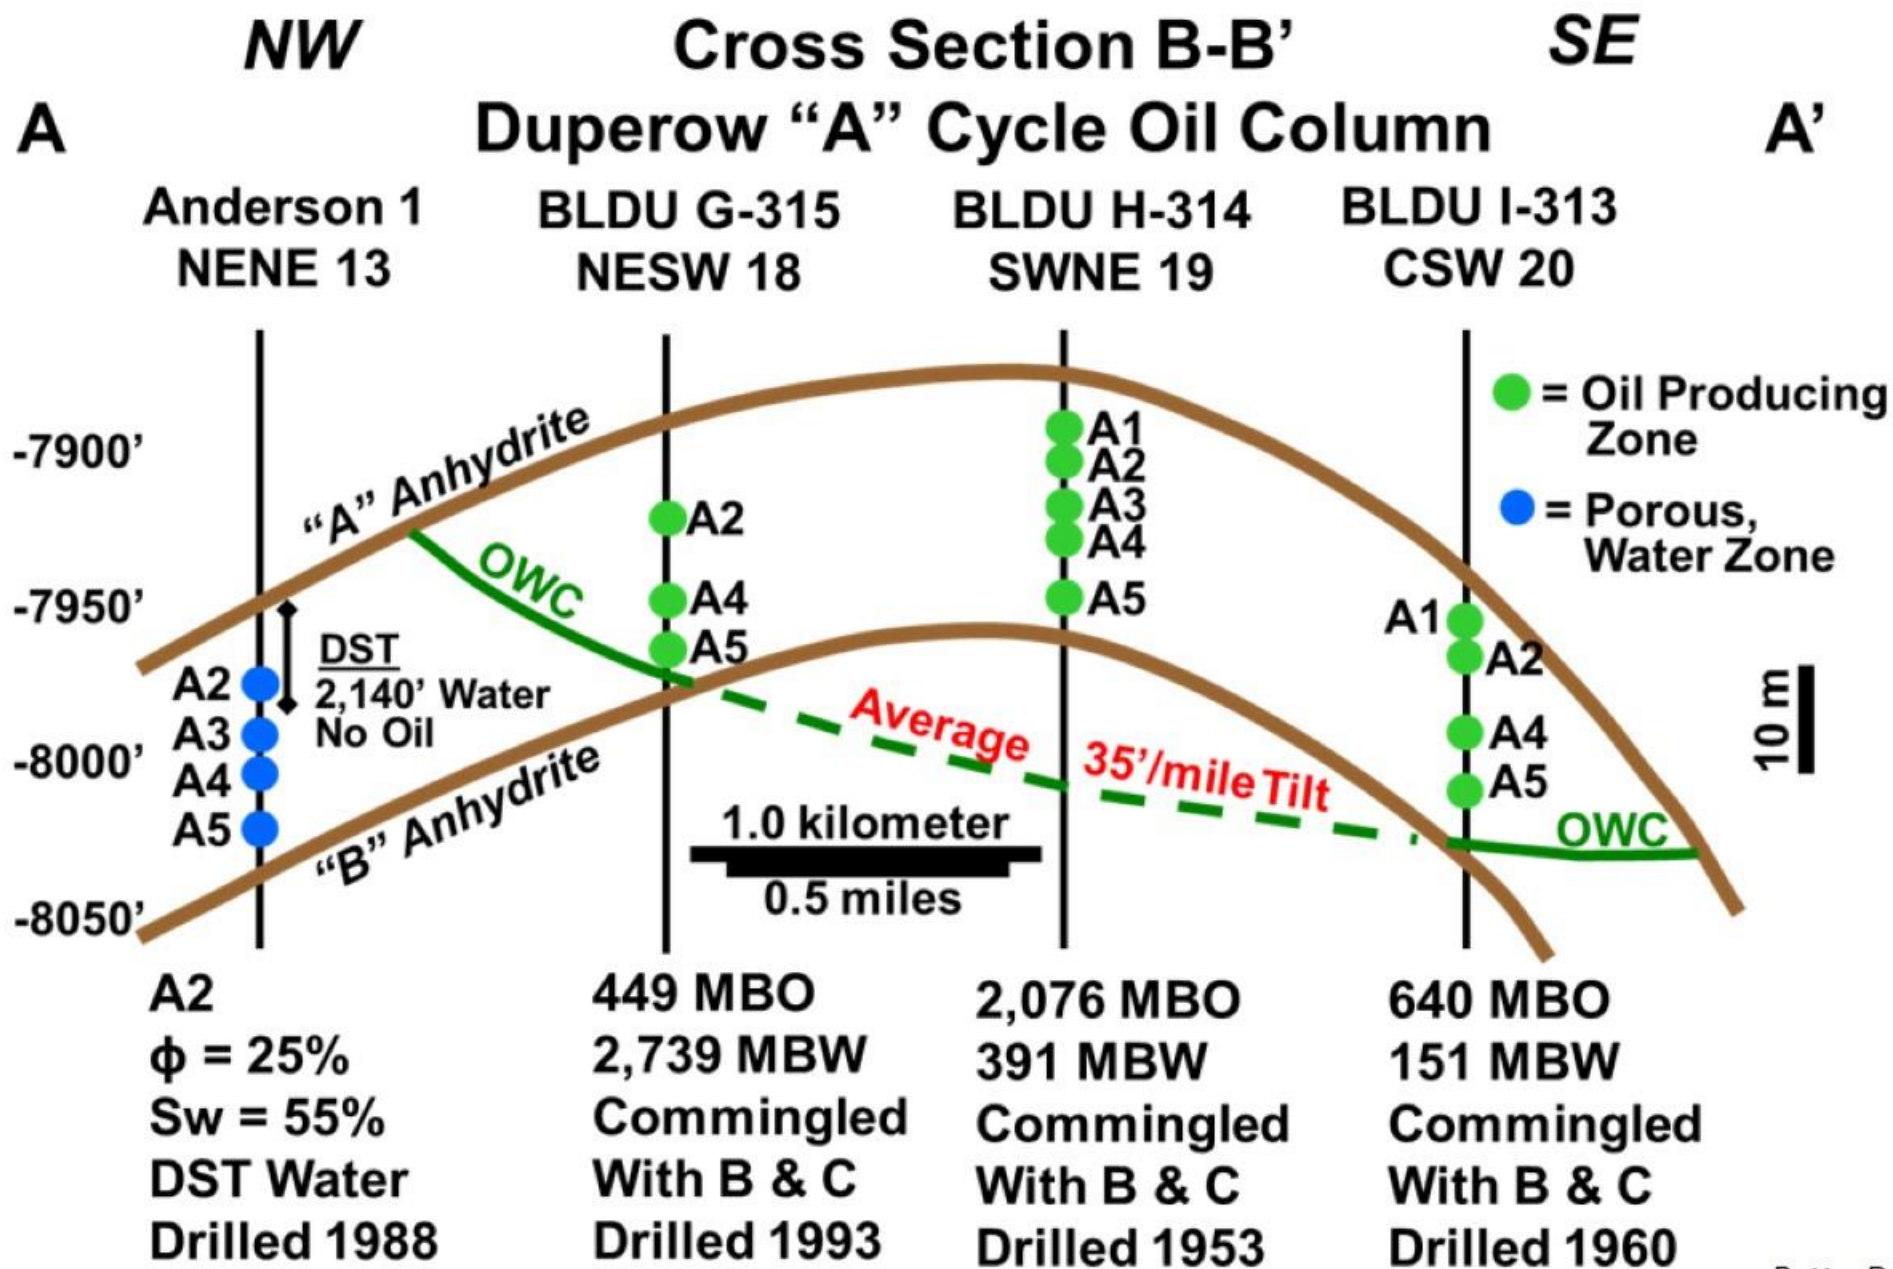 NW
Cross Section B-B’
SE
A
Duperow “A” Cycle Oil Column
A’
Anderson 1
NENE 13
BLDU G-315
NESW 18
BLDU H-314
SWNE 19
BLDU I-313
CSW 20
= Oil Producing
Zone
= Porous,
Water Zone
-7900’
-7950’
-8000’
-8050’
“A” Anhydrite
OWC
“B” Anhydrite
DST
2,140’ Water
No Oil
A2
A3
A4
A5
A2
A4
A5
A1
A2
A3
A4
A5
A1
A2
A4
A5
Average
35’/mile Tilt
OWC
10 m
1.0 kilometer
0.5 miles
A2
ϕ = 25%
Sw = 55%
DST Water
Drilled 1988
449 MBO
2,739 MBW
Commingled
With B & C
Drilled 1993
2,076 MBO
391 MBW
Commingled
With B & C
Drilled 1953
640 MBO
151 MBW
Commingled
With B & C
Drilled 1960